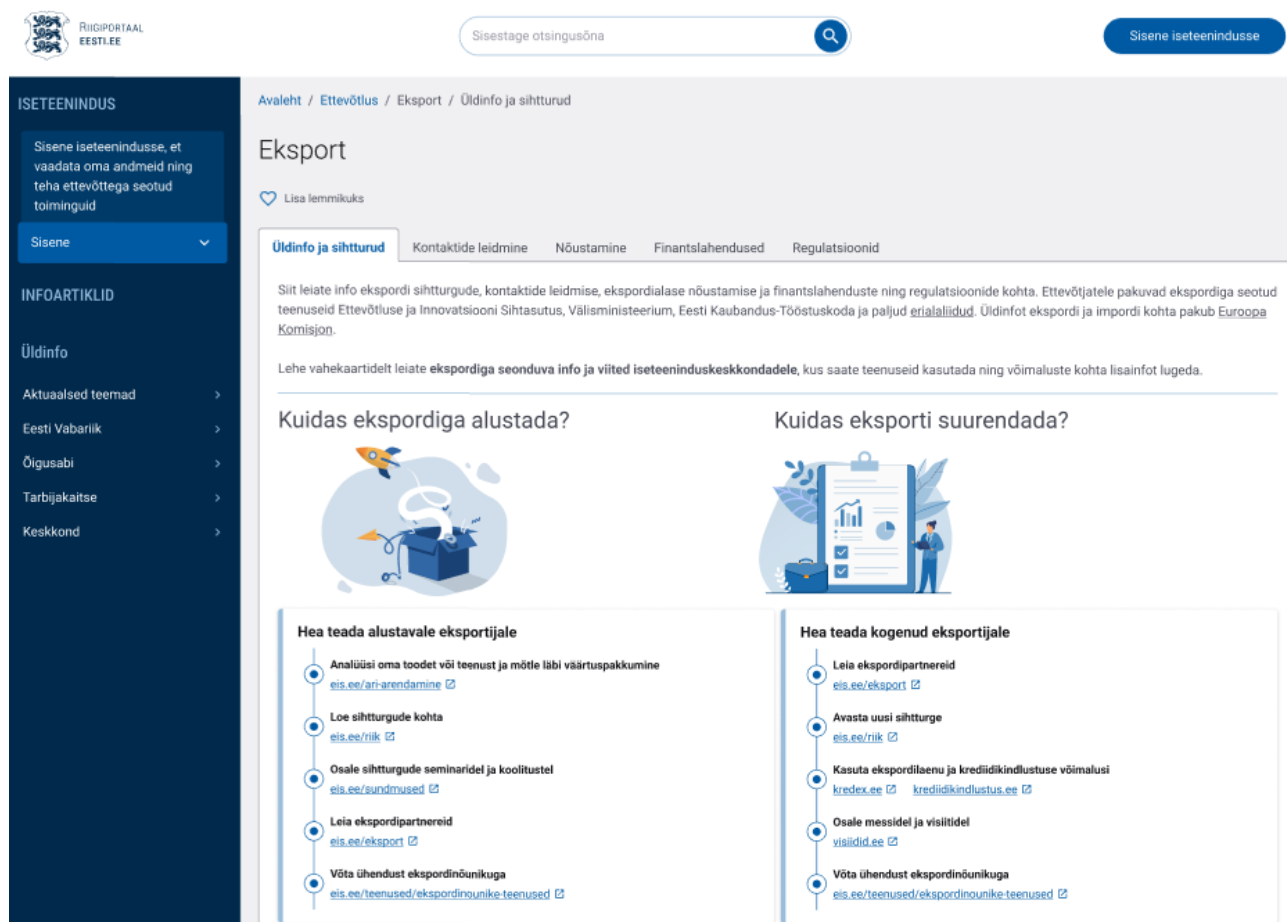 RIIGIPORTAAL
EESTI.EE
Sisestage otsingusõna
Sisene iseteenindusse
ISETEENINDUS
Sisene iseteenindusse, et
vaadata oma andmeid ning
teha ettevõttega seotud
toiminguid
Sisene
INFOARTIKLID
Üldinfo
Aktuaalsed teemad
Eesti Vabariik
Õigusabi
Tarbijakaitse
Keskkond
Avaleht / Ettevõtlus / Eksport / Üldinfo ja sihtturud
Eksport
Lisa lemmikuks
Üldinfo ja sihtturud Kontaktide leidmine Nõustamine Finantslahendused Regulatsioonid
Siit leiate info ekspordi sihtturgude, kontaktide leidmise, ekspordialase nõustamise ja finantslahenduste ning regulatsioonide kohta. Ettevõtjatele pakuvad ekspordiga seotud
teenuseid Ettevõtluse ja Innovatsiooni Sihtasutus, Välisministeerium, Eesti Kaubandus-Tööstuskoda ja paljud erialaliidud. Üldinfot ekspordi ja impordi kohta pakub Euroopa
Komisjon.
Lehe vahekaartidelt leiate ekspordiga seonduva info ja viited iseteeninduskeskkondadele, kus saate teenuseid kasutada ning võimaluste kohta lisainfot lugeda.
Kuidas ekspordiga alustada?
Hea teada alustavale eksportijale
Analüüsi oma toodet või teenust ja mõtle läbi väärtuspakkumine
eis.ee/ari-arendamine
Loe sihtturgude kohta
eis.ee/riik
Osale sihtturgude seminaridel ja koolitustel
eis.ee/sundmused
Leia ekspordipartnereid
eis.ee/eksport
Võta ühendust ekspordinõunikuga
eis.ee/teenused/ekspordinounike-teenused
Kuidas eksporti suurendada?
Hea teada kogenud eksportijale
Leia ekspordipartnereid
eis.ee/eksport
Avasta uusi sihtturge
eis.ee/riik
Kasuta ekspordilaenu ja krediidikindlustuse võimalusi
kredex.ee krediidikindlustus.ee
Osale messidel ja visiitidel
visiidid.ee
Võta ühendust ekspordinõunikuga
eis.ee/teenused/ekspordinounike-teenused